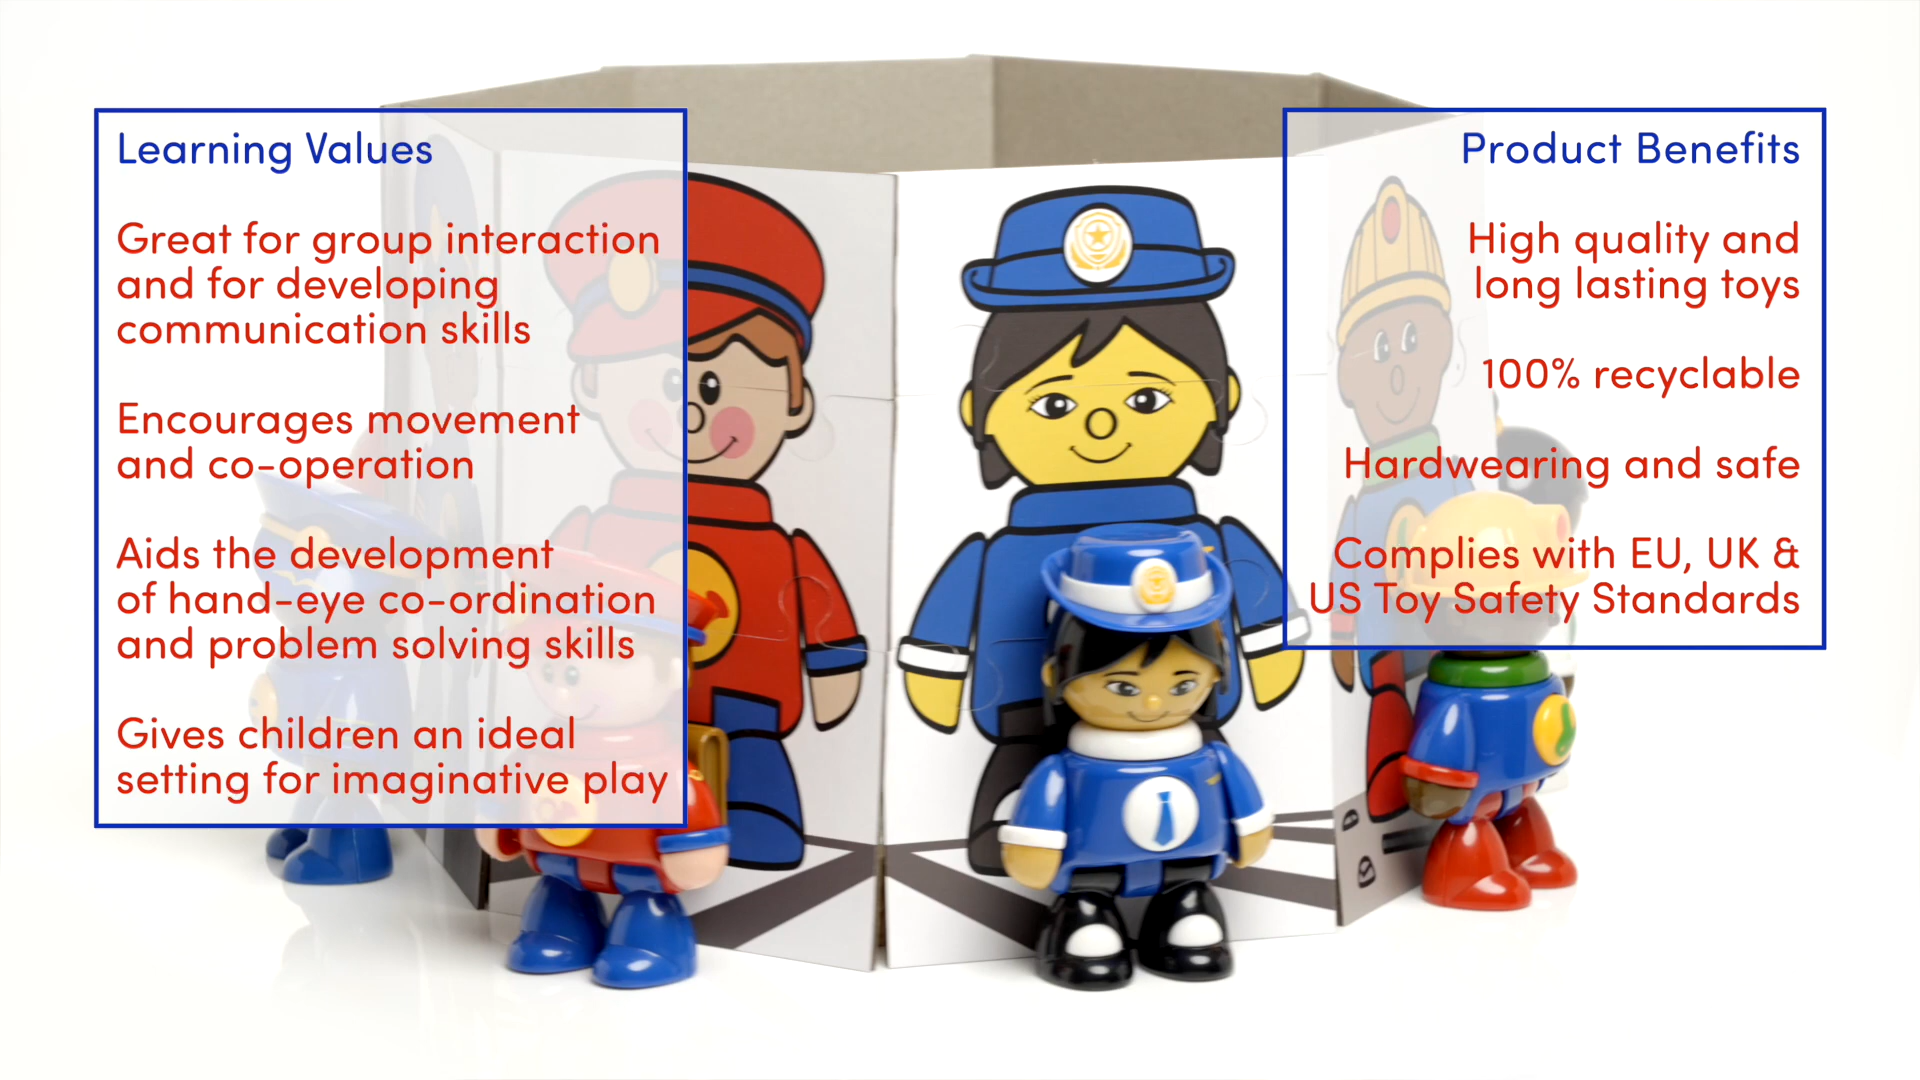 Learning Values
Great for group interaction
and for developing
communication skills
Encourages movement
and co-operation
Aids the development
of hand-eye co-ordination
and problem solving skills
Gives children an ideal
setting for imaginative play
Product Benefits
High quality and
long lasting toys
100% recyclable
Hardwearing and safe
Complies with EU, UK &
US Toy Safety Standards